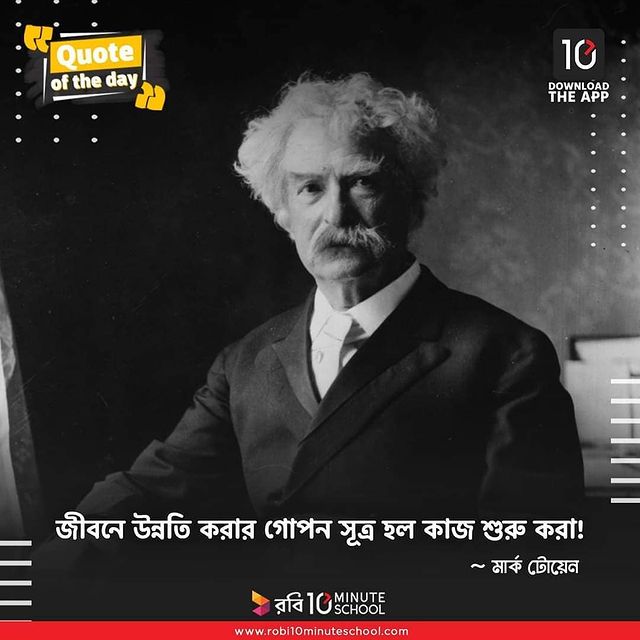 Quote
of the day
10
DOWNLOAD
THE APP
জীবনে উন্নতি করার গোপন সূত্র হল কাজ শুরু করা!
~ মার্ক টোয়েন
রবি 10 MINUTE
SCHOOL
www.robi10minuteschool.com